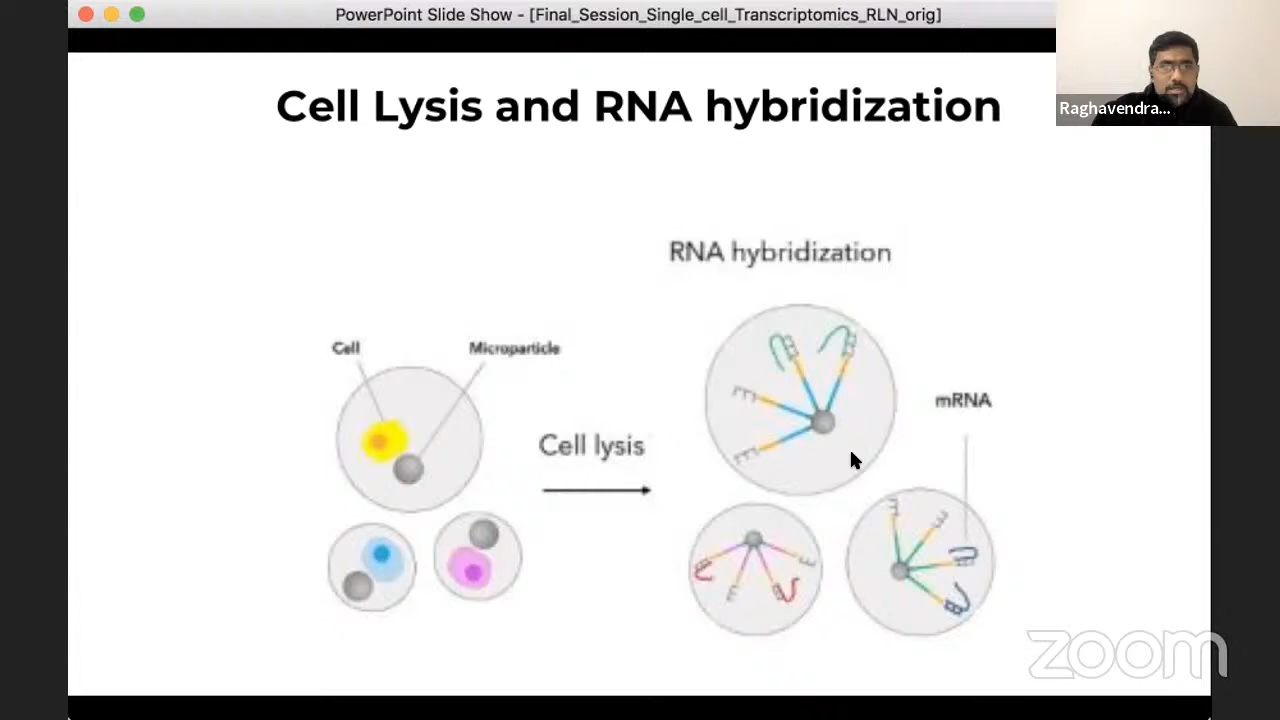 PowerPoint Slide Show - [Final_Session_Single_cell_Transcriptomics_RLN_orig]
Raghavendra...
Cell Lysis and RNA hybridization
RNA hybridization
Cell
Microparticle
mRNA
Cell lysis
zoom